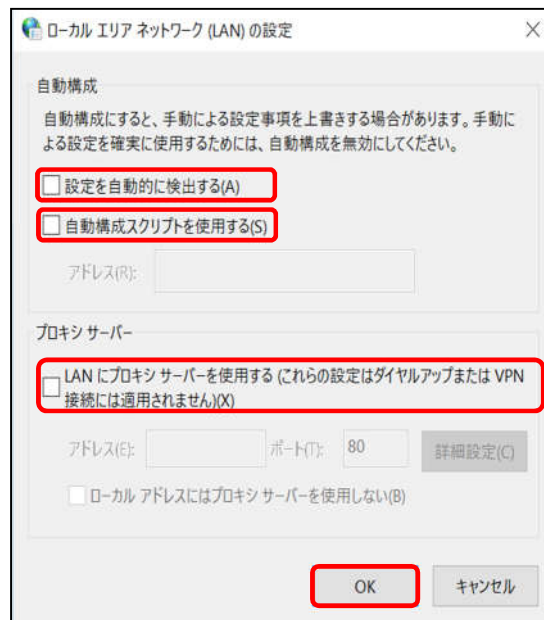 ローカル エリア ネットワーク (LAN) の設定
自動構成
自動構成にすると、手動による設定事項を上書きする場合があります。手動に
よる設定を確実に使用するためには、自動構成を無効にしてください。
設定を自動的に検出する(A)
自動構成スクリプトを使用する(S)
アドレス(R):
プロキシ サーバー
LAN にプロキシ サーバーを使用する (これらの設定はダイヤルアップまたは VPN
接続には適用されません)(X)
アドレス(E): ポート(T): 80 詳細設定(C)
ローカル アドレスにはプロキシ サーバーを使用しない(B)
OK キャンセル